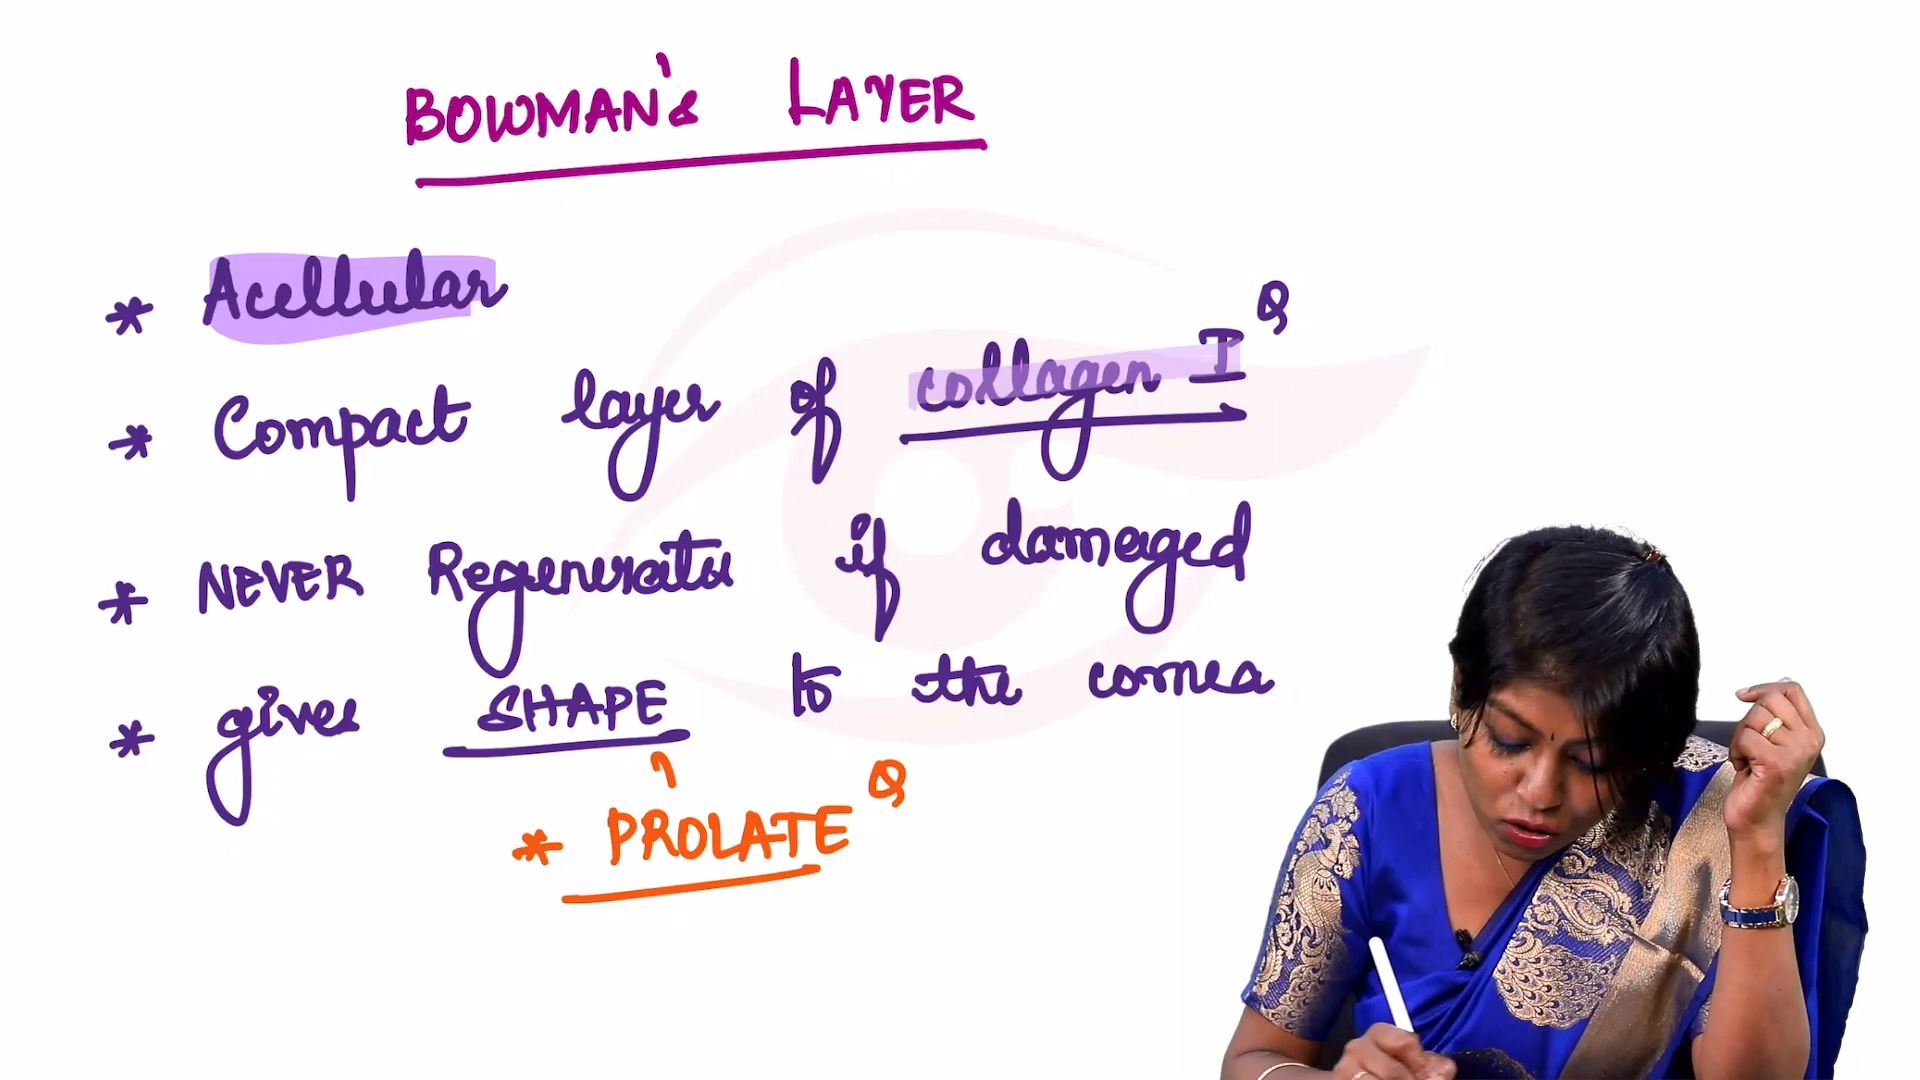 BOWMAN's LAYER
* Acellular
* Compact layer of collagen I Q
* NEVER Regenerates if damaged
* gives SHAPE to the cornea
* PROLATE Q